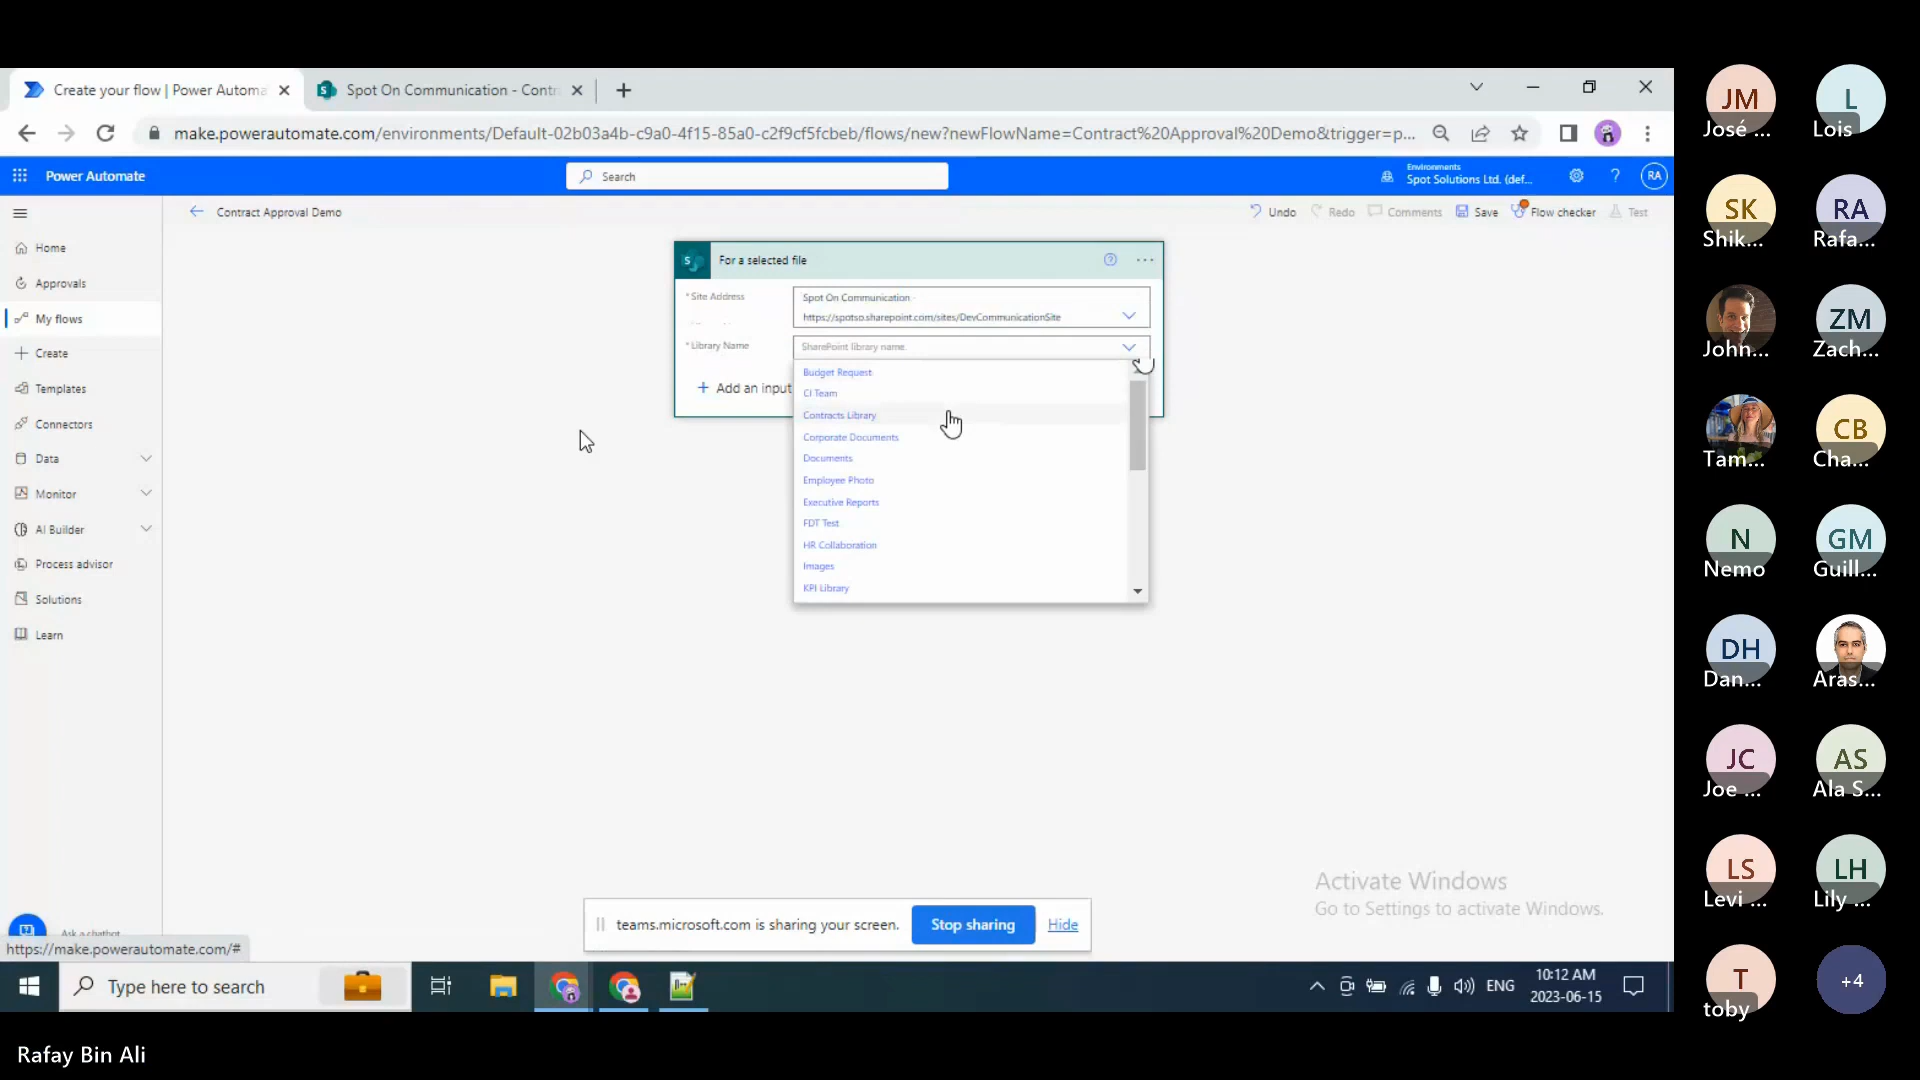 Create your flow | Power Automa
Spot On Communication - Contr
make.powerautomate.com/environments/Default-02b03a4b-c9a0-4f15-85a0-c2f9cf5fcbeb/flows/new?newFlowName=Contract%20Approval%20Demo&trigger=p...
Power Automate
Search
Environments
Spot Solutions Ltd. (def...
?
RA
Contract Approval Demo
Undo
Redo
Comments
Save
Flow checker
Test
Home
Approvals
My flows
Create
Templates
Connectors
Data
Monitor
AI Builder
Process advisor
Solutions
Learn
Ask a chatbot
https://make.powerautomate.com/#
S
For a selected file
* Site Address
Spot On Communication -
https://spotso.sharepoint.com/sites/DevCommunicationSite
* Library Name
SharePoint library name.
Add an input
Budget Request
CI Team
Contracts Library
Corporate Documents
Documents
Employee Photo
Executive Reports
FDT Test
HR Collaboration
Images
KPI Library
Activate Windows
Go to Settings to activate Windows.
teams.microsoft.com is sharing your screen.
Stop sharing
Hide
Type here to search
ENG
10:12 AM
2023-06-15
Rafay Bin Ali
JM
José ...
L
Lois
SK
Shik...
RA
Rafa...
John...
ZM
Zach...
Tam...
CB
Cha...
N
Nemo
GM
Guill...
DH
Dan...
Aras...
JC
Joe ...
AS
Ala S...
LS
Levi ...
LH
Lily ...
T
toby
+4